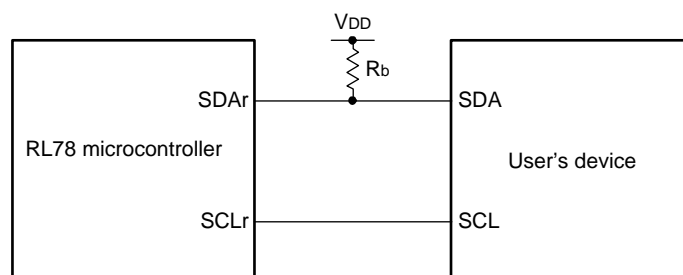 VDD
Rb
SDAr
SDA
RL78 microcontroller
User's device
SCLr
SCL